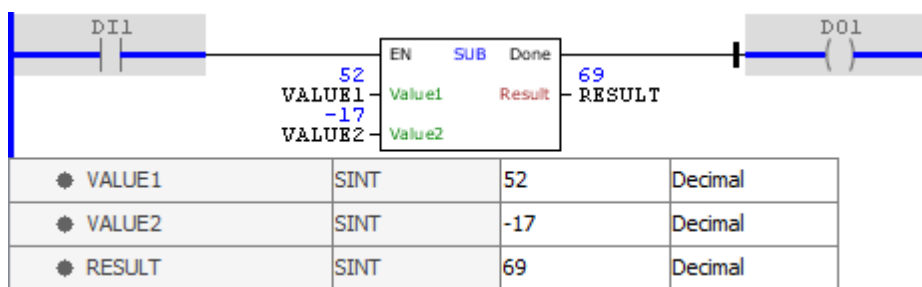 DI1 DO1
EN SUB Done
52 69
VALUE1 Value1 Result RESULT
-17
VALUE2 Value2
VALUE1 SINT 52 Decimal
VALUE2 SINT -17 Decimal
RESULT SINT 69 Decimal